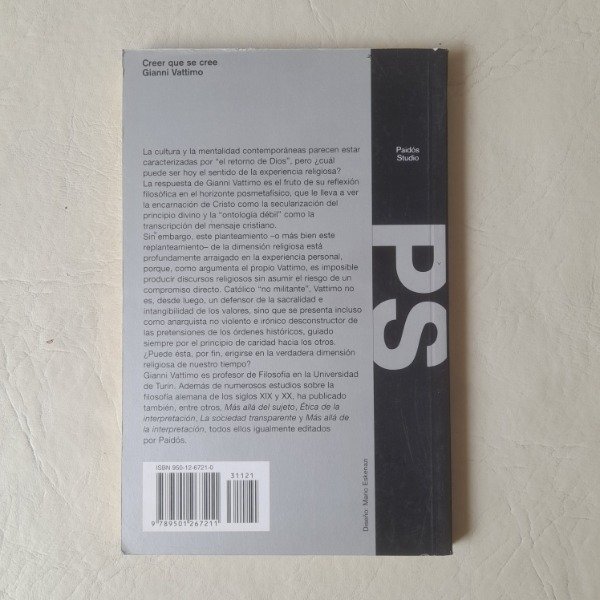 Creer que se cree
Gianni Vattimo
La cultura y la mentalidad contemporáneas parecen estar
caracterizadas por "el retorno de Dios", pero ¿cuál
puede ser hoy el sentido de la experiencia religiosa?
La respuesta de Gianni Vattimo es el fruto de su reflexión
filosófica en el horizonte posmetafísico, que le lleva a ver
la encarnación de Cristo como la secularización del
principio divino y la "ontología débil" como la
transcripción del mensaje cristiano.
Sin embargo, este planteamiento –o más bien este
replanteamiento– de la dimensión religiosa está
profundamente arraigado en la experiencia personal,
porque, como argumenta el propio Vattimo, es imposible
producir discursos religiosos sin asumir el riesgo de un
compromiso directo. Católico "no militante", Vattimo no
es, desde luego, un defensor de la sacralidad e
intangibilidad de los valores, sino que se presenta incluso
como anarquista no violento e irónico desconstructor de
las pretensiones de los órdenes históricos, guiado
siempre por el principio de caridad hacia los otros.
¿Puede ésta, por fin, erigirse en la verdadera dimensión
religiosa de nuestro tiempo?
Gianni Vattimo es profesor de Filosofía en la Universidad
de Turín. Además de numerosos estudios sobre la
filosofía alemana de los siglos XIX y XX, ha publicado
también, entre otros, Más allá del sujeto, Ética de la
interpretación, La sociedad transparente y Más allá de
la interpretación, todos ellos igualmente editados
por Paidós.
ISBN 950-12-6721-0
31121
9 789501 267211
Diseño: Mario Eskenazi
Paidós
Studio
PS